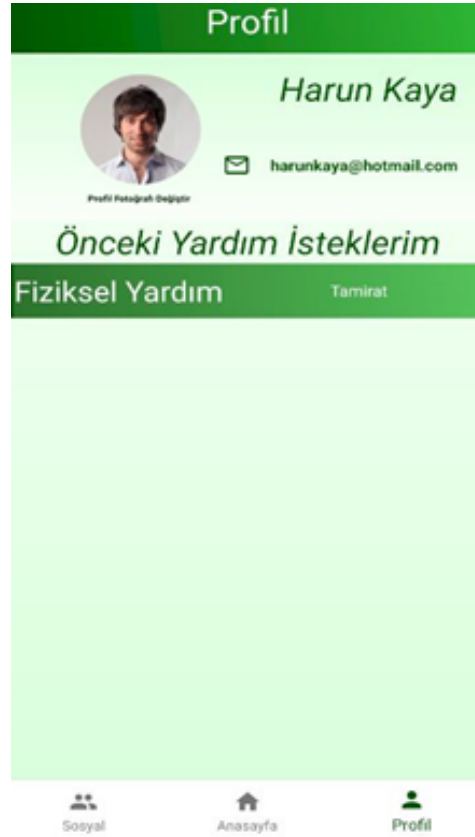 Profil
Harun Kaya
harunkaya@hotmail.com
Profil Fotoğrafı Değiştir
Önceki Yardım İsteklerim
Fiziksel Yardım Tamirat
Sosyal Anasayfa Profil